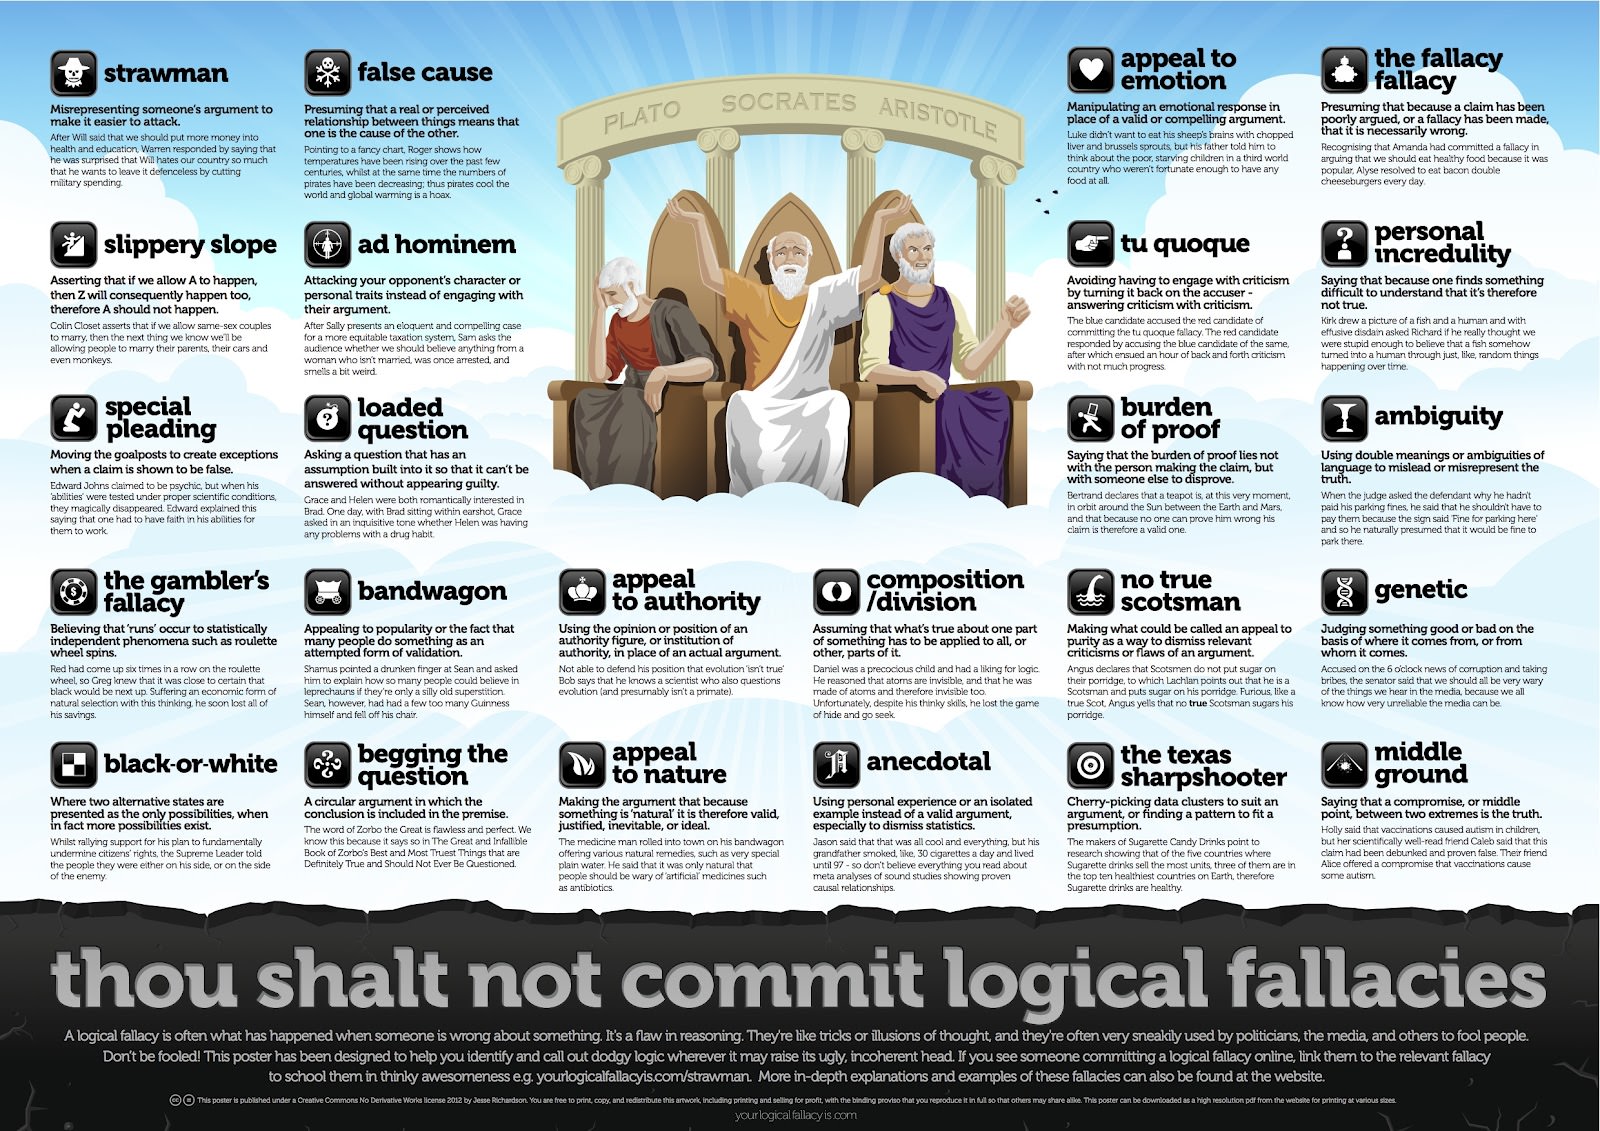 PLATO SOCRATES ARISTOTLE
strawman
Misrepresenting someone's argument to
make it easier to attack.
After Will said that we should put more money into
health and education, Warren responded by saying that
he was surprised that Will hates our country so much
that he wants to leave it defenceless by cutting
military spending.
false cause
Presuming that a real or perceived
relationship between things means that
one is the cause of the other.
Pointing to a fancy chart, Roger shows how
temperatures have been rising over the past few
centuries, whilst at the same time the numbers of
pirates have been decreasing; thus pirates cool the
world and global warming is a hoax.
appeal to
emotion
Manipulating an emotional response in
place of a valid or compelling argument.
Luke didn't want to eat his sheep's brains with chopped
liver and brussels sprouts, but his father told him to
think about the poor, starving children in a third world
country who weren't fortunate enough to have any
food at all.
the fallacy
fallacy
Presuming that because a claim has been
poorly argued, or a fallacy has been made,
that it is necessarily wrong.
Recognising that Amanda had committed a fallacy in
arguing that we should eat healthy food because it was
popular, Alyse resolved to eat bacon double
cheeseburgers every day.
slippery slope
Asserting that if we allow A to happen,
then Z will consequently happen too,
therefore A should not happen.
Colin Closet asserts that if we allow same-sex couples
to marry, then the next thing we know we'll be
allowing people to marry their parents, their cars and
even monkeys.
ad hominem
Attacking your opponent's character or
personal traits instead of engaging with
their argument.
After Sally presents an eloquent and compelling case
for a more equitable taxation system, Sam asks the
audience whether we should believe anything from a
woman who isn't married, was once arrested, and
smells a bit weird.
tu quoque
Avoiding having to engage with criticism
by turning it back on the accuser -
answering criticism with criticism.
The blue candidate accused the red candidate of
committing the tu quoque fallacy. The red candidate
responded by accusing the blue candidate of the same,
after which ensued an hour of back and forth criticism
with not much progress.
personal
incredulity
Saying that because one finds something
difficult to understand that it's therefore
not true.
Kirk drew a picture of a fish and a human and with
effusive disdain asked Richard if he really thought we
were stupid enough to believe that a fish somehow
turned into a human through just, like, random things
happening over time.
special
pleading
Moving the goalposts to create exceptions
when a claim is shown to be false.
Edward Johns claimed to be psychic, but when his
'abilities' were tested under proper scientific conditions,
they magically disappeared. Edward explained this
saying that one had to have faith in his abilities for
them to work.
loaded
question
Asking a question that has an
assumption built into it so that it can't be
answered without appearing guilty.
Grace and Helen were both romantically interested in
Brad. One day, with Brad sitting within earshot, Grace
asked in an inquisitive tone whether Helen was having
any problems with a drug habit.
burden
of proof
Saying that the burden of proof lies not
with the person making the claim, but
with someone else to disprove.
Bertrand declares that a teapot is, at this very moment,
in orbit around the Sun between the Earth and Mars,
and that because no one can prove him wrong his
claim is therefore a valid one.
ambiguity
Using double meanings or ambiguities of
language to mislead or misrepresent the
truth.
When the judge asked the defendant why he hadn't
paid his parking fines, he said that he shouldn't have to
pay them because the sign said 'Fine for parking here'
and so he naturally presumed that it would be fine to
park there.
the gambler's
fallacy
Believing that 'runs' occur to statistically
independent phenomena such as roulette
wheel spins.
Red had come up six times in a row on the roulette
wheel, so Greg knew that it was close to certain that
black would be next up. Suffering an economic form of
natural selection with this thinking, he soon lost all of
his savings.
bandwagon
Appealing to popularity or the fact that
many people do something as an
attempted form of validation.
Shamus pointed a drunken finger at Sean and asked
him to explain how so many people could believe in
leprechauns if they're only a silly old superstition.
Sean, however, had had a few too many Guinness
himself and fell off his chair.
appeal
to authority
Using the opinion or position of an
authority figure, or institution of
authority, in place of an actual argument.
Not able to defend his position that evolution 'isn't true'
Bob says that he knows a scientist who also questions
evolution (and presumably isn't a primate).
composition
/division
Assuming that what's true about one part
of something has to be applied to all, or
other, parts of it.
Daniel was a precocious child and had a liking for logic.
He reasoned that atoms are invisible, and that he was
made of atoms and therefore invisible too.
Unfortunately, despite his thinky skills, he lost the game
of hide and go seek.
no true
scotsman
Making what could be called an appeal to
purity as a way to dismiss relevant
criticisms or flaws of an argument.
Angus declares that Scotsmen do not put sugar on
their porridge, to which Lachlan points out that he is a
Scotsman and puts sugar on his porridge. Furious, like a
true Scot, Angus yells that no true Scotsman sugars his
porridge.
genetic
Judging something good or bad on the
basis of where it comes from, or from
whom it comes.
Accused on the 6 o'clock news of corruption and taking
bribes, the senator said that we should all be very wary
of the things we hear in the media, because we all
know how very unreliable the media can be.
black-or-white
Where two alternative states are
presented as the only possibilities, when
in fact more possibilities exist.
Whilst rallying support for his plan to fundamentally
undermine citizens' rights, the Supreme Leader told
the people they were either on his side, or on the side
of the enemy.
begging the
question
A circular argument in which the
conclusion is included in the premise.
The word of Zorbo the Great is flawless and perfect. We
know this because it says so in The Great and Infallible
Book of Zorbo's Best and Most Truest Things that are
Definitely True and Should Not Ever Be Questioned.
appeal
to nature
Making the argument that because
something is 'natural' it is therefore valid,
justified, inevitable, or ideal.
The medicine man rolled into town on his bandwagon
offering various natural remedies, such as very special
plain water. He said that it was only natural that
people should be wary of 'artificial' medicines such
as antibiotics.
anecdotal
Using personal experience or an isolated
example instead of a valid argument,
especially to dismiss statistics.
Jason said that that was all cool and everything, but his
grandfather smoked, like, 30 cigarettes a day and lived
until 97 - so don't believe everything you read about
meta analyses of sound studies showing proven
causal relationships.
the texas
sharpshooter
Cherry-picking data clusters to suit an
argument, or finding a pattern to fit a
presumption.
The makers of Sugarette Candy Drinks point to
research showing that of the five countries where
Sugarette drinks sell the most units, three of them are in
the top ten healthiest countries on Earth, therefore
Sugarette drinks are healthy.
middle
ground
Saying that a compromise, or middle
point, between two extremes is the truth.
Holly said that vaccinations caused autism in children,
but her scientifically well-read friend Caleb said that this
claim had been debunked and proven false. Their friend
Alice offered a compromise that vaccinations cause
some autism.
thou shalt not commit logical fallacies
A logical fallacy is often what has happened when someone is wrong about something. It's a flaw in reasoning. They're like tricks or illusions of thought, and they're often very sneakily used by politicians, the media, and others to fool people.
Don't be fooled! This poster has been designed to help you identify and call out dodgy logic wherever it may raise its ugly, incoherent head. If you see someone committing a logical fallacy online, link them to the relevant fallacy
to school them in thinky awesomeness e.g. yourlogicalfallacyis.com/strawman. More in-depth explanations and examples of these fallacies can also be found at the website.
This poster is published under a Creative Commons No Derivative Works license 2012 by Jesse Richardson. You are free to print, copy, and redistribute this artwork, including printing and selling for profit, with the binding proviso that you reproduce it in full so that others may share alike. This poster can be downloaded as a high resolution pdf from the website for printing at various sizes.
yourlogicalfallacyis.com